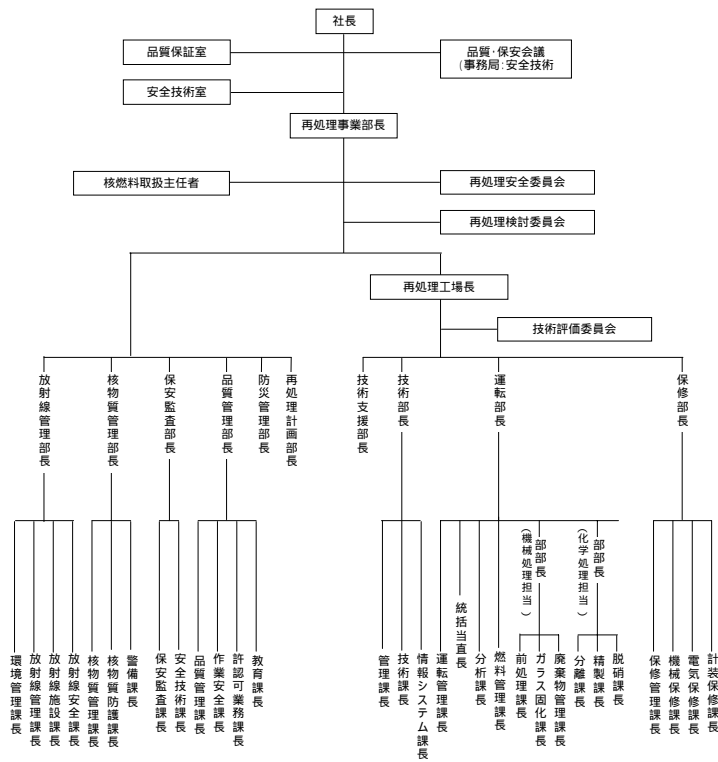 社長
品質保証室
品質・保安会議
(事務局:安全技術
安全技術室
再処理事業部長
核燃料取扱主任者
再処理安全委員会
再処理検討委員会
再処理工場長
技術評価委員会
放射線管理部長
核物質管理部長
保安監査部長
品質管理部長
防災管理部長
再処理計画部長
技術支援部長
技術部長
運転部長
保修部長
環境管理課長
放射線管理課長
放射線施設課長
放射線安全課長
核物質管理課長
核物質防護課長
警備課長
保安監査課長
安全技術課長
品質管理課長
作業安全課長
許認可業務課長
教育課長
管理課長
技術課長
情報システム課長
運転管理課長
統括当直長
分析課長
燃料管理課長
部部長
(機械処理担当)
前処理課長
ガラス固化課長
廃棄物管理課長
部部長
(化学処理担当)
分離課長
精製課長
脱硝課長
保修管理課長
機械保修課長
電気保修課長
計装保修課長